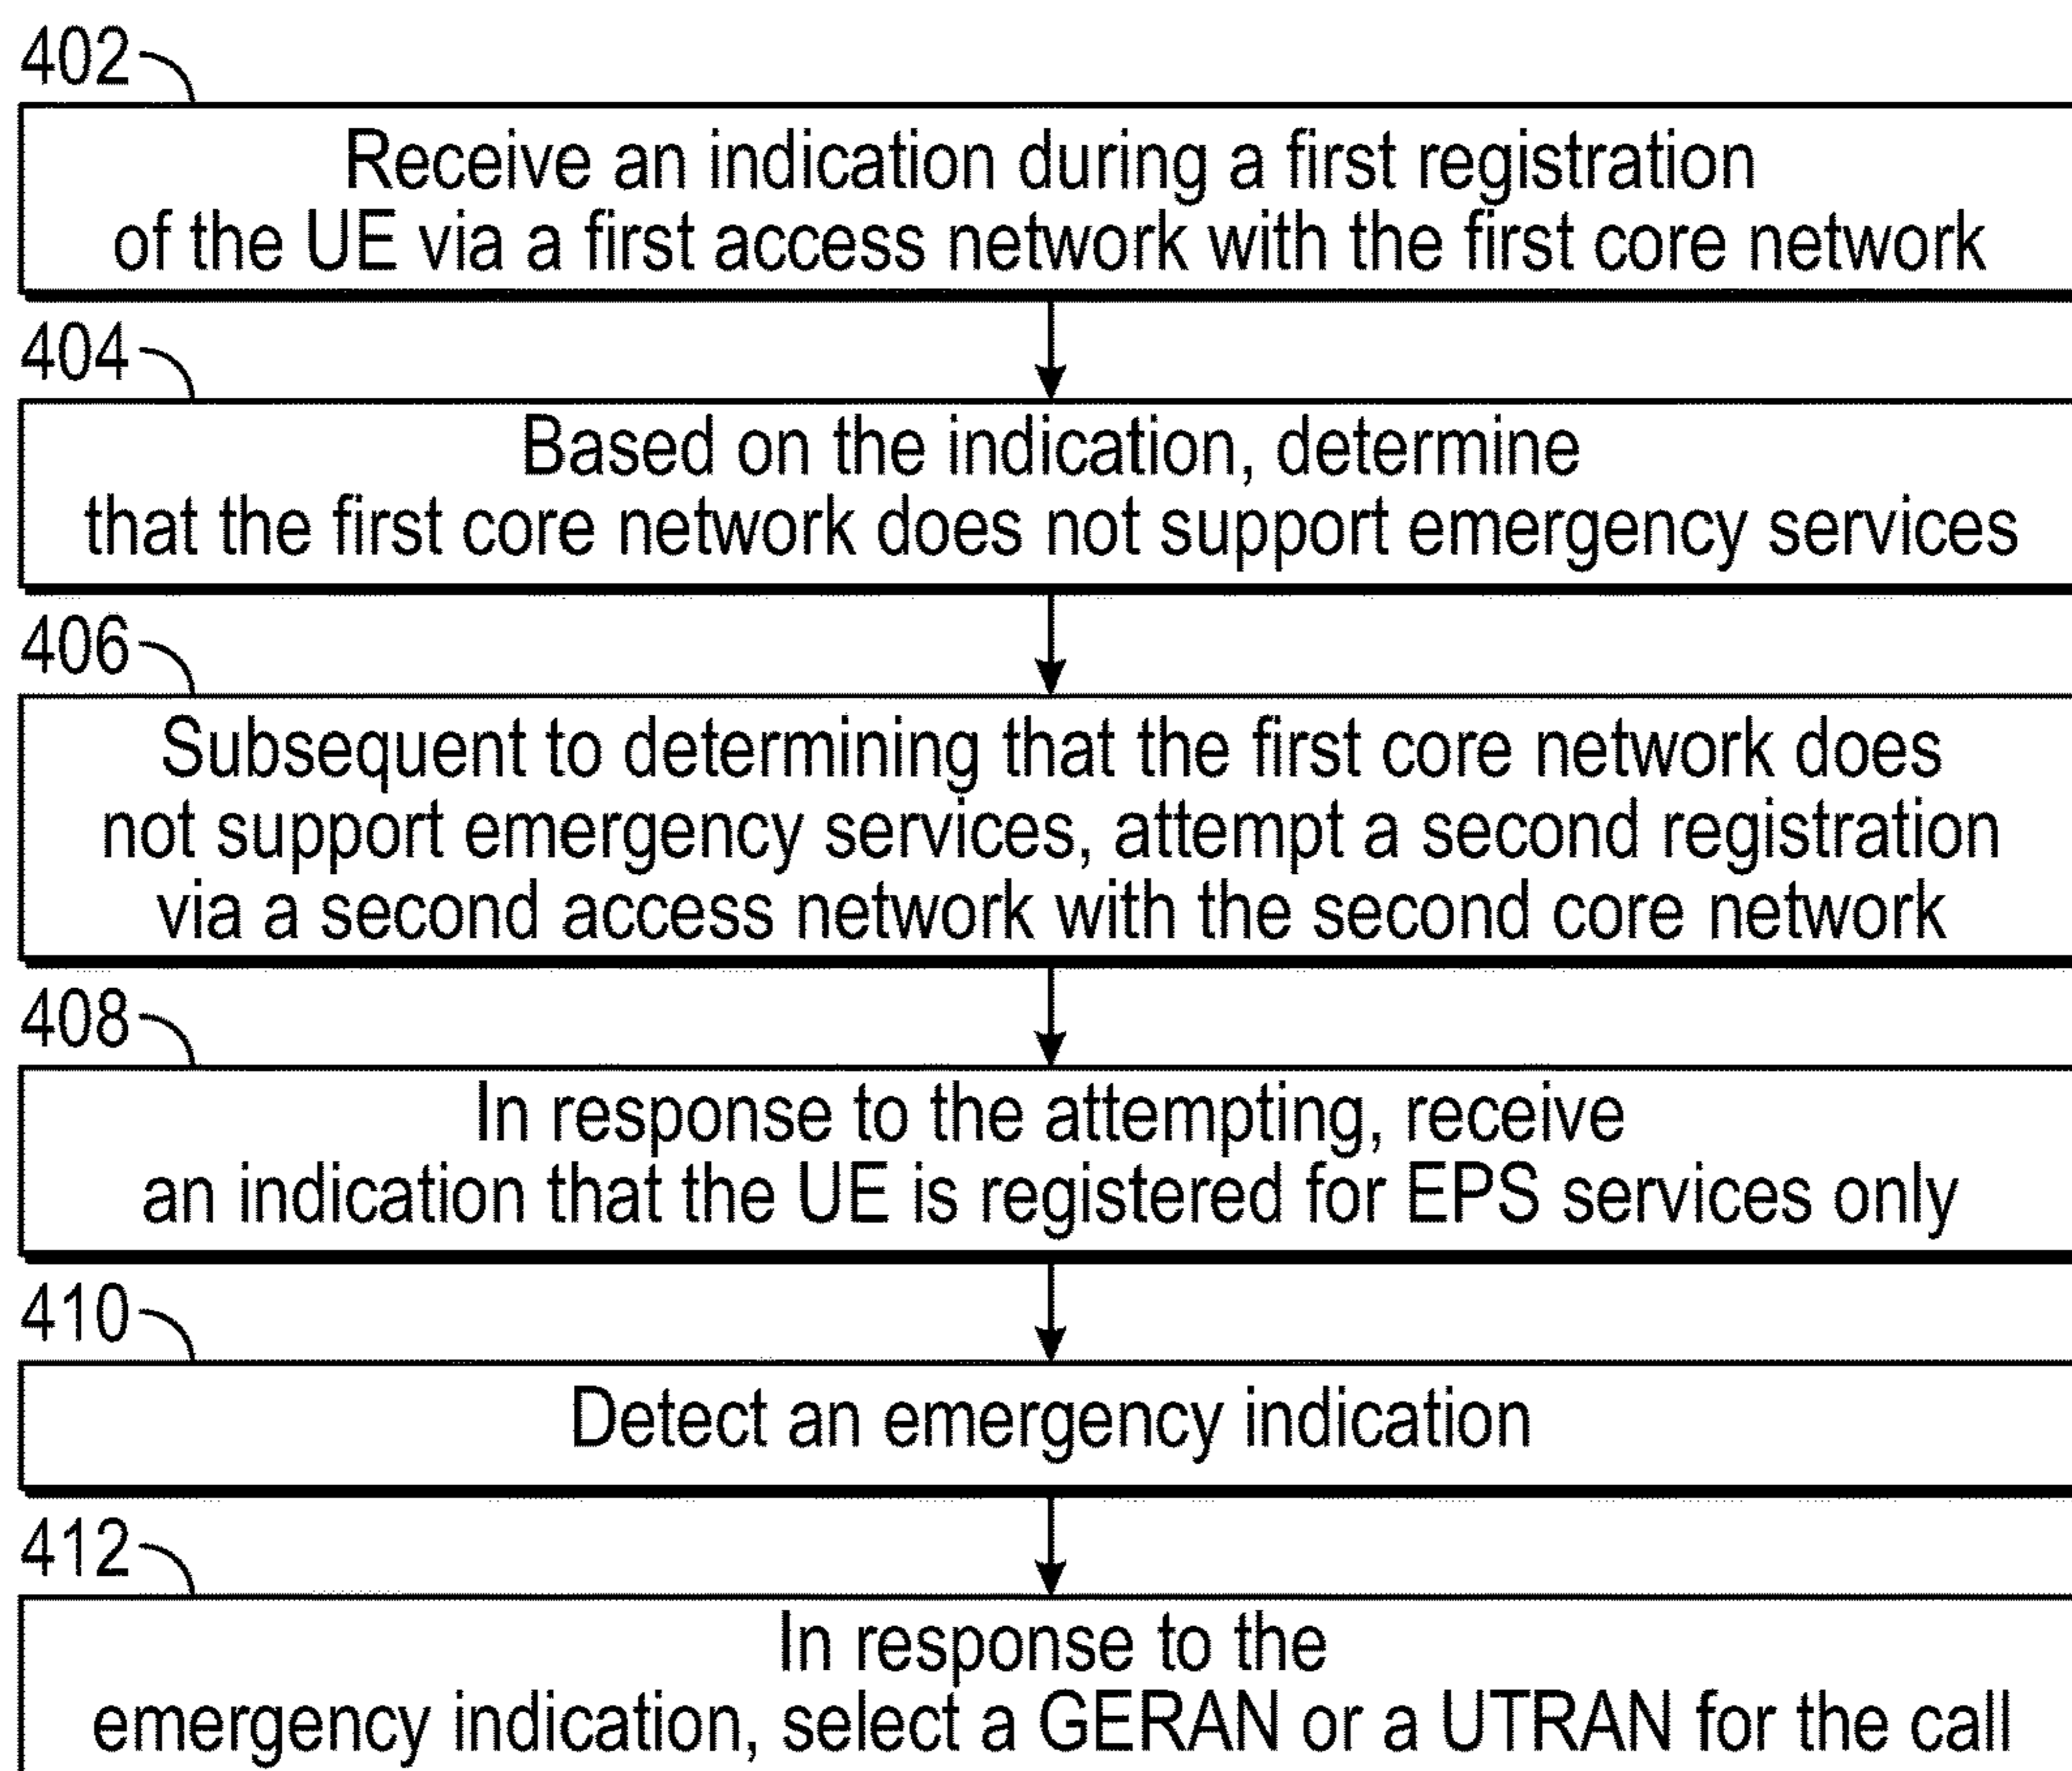 402
Receive an indication during a first registration
of the UE via a first access network with the first core network
404
Based on the indication, determine
that the first core network does not support emergency services
406
Subsequent to determining that the first core network does
not support emergency services, attempt a second registration
via a second access network with the second core network
408
In response to the attempting, receive
an indication that the UE is registered for EPS services only
410
Detect an emergency indication
412
In response to the
emergency indication, select a GERAN or a UTRAN for the call